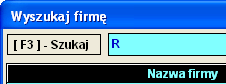 Wyszukaj firmę
[ F3 ] - Szukaj R
Nazwa firmy